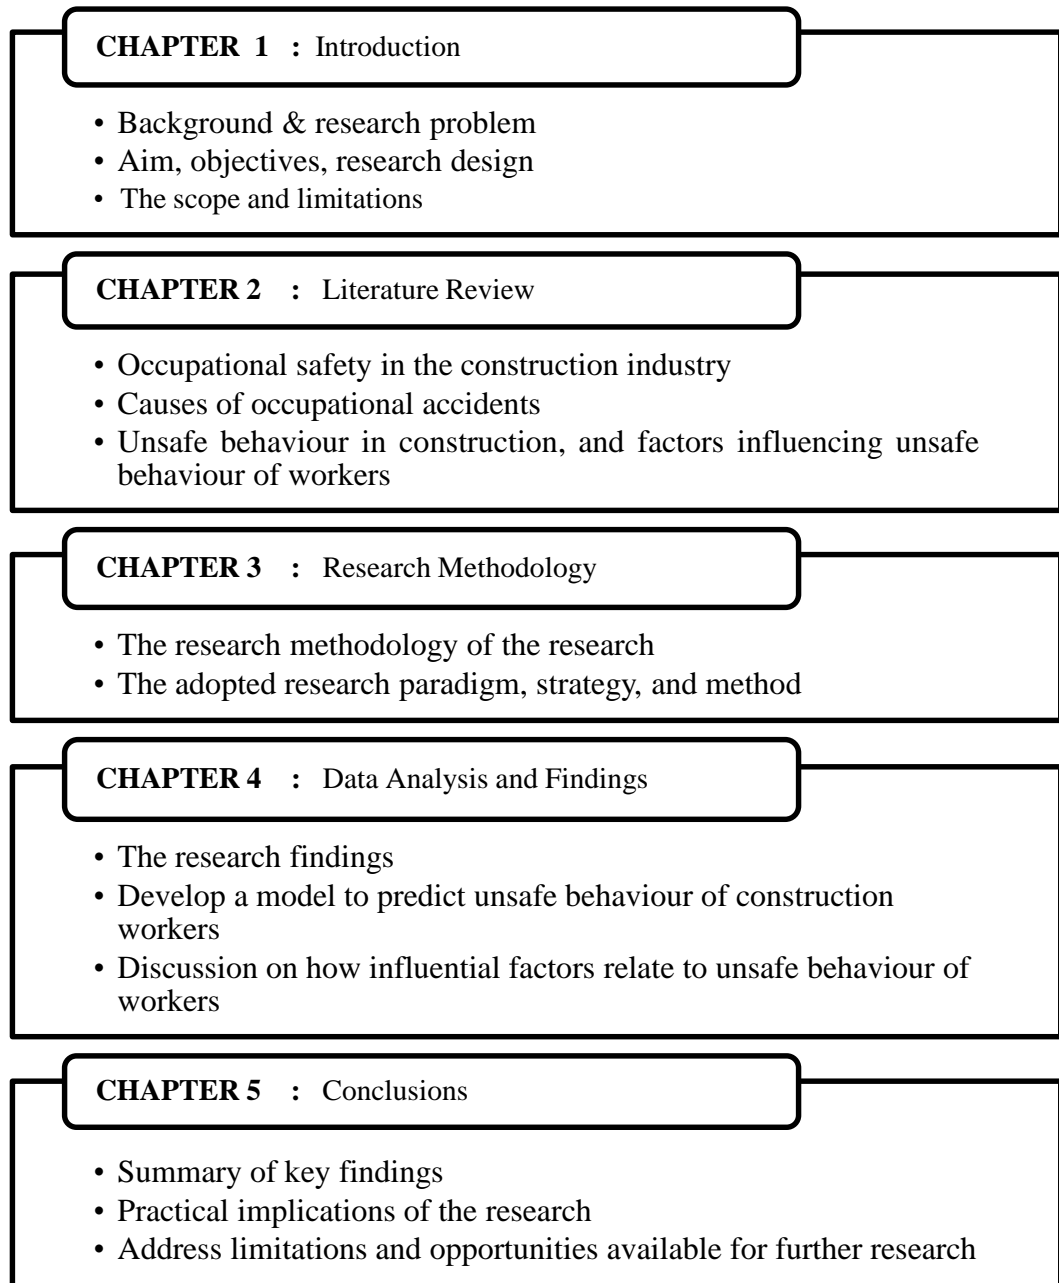 CHAPTER 1 : Introduction
• Background & research problem
• Aim, objectives, research design
• The scope and limitations
CHAPTER 2 : Literature Review
• Occupational safety in the construction industry
• Causes of occupational accidents
• Unsafe behaviour in construction, and factors influencing unsafe
behaviour of workers
CHAPTER 3 : Research Methodology
• The research methodology of the research
• The adopted research paradigm, strategy, and method
CHAPTER 4 : Data Analysis and Findings
• The research findings
• Develop a model to predict unsafe behaviour of construction
workers
• Discussion on how influential factors relate to unsafe behaviour of
workers
CHAPTER 5 : Conclusions
• Summary of key findings
• Practical implications of the research
• Address limitations and opportunities available for further research